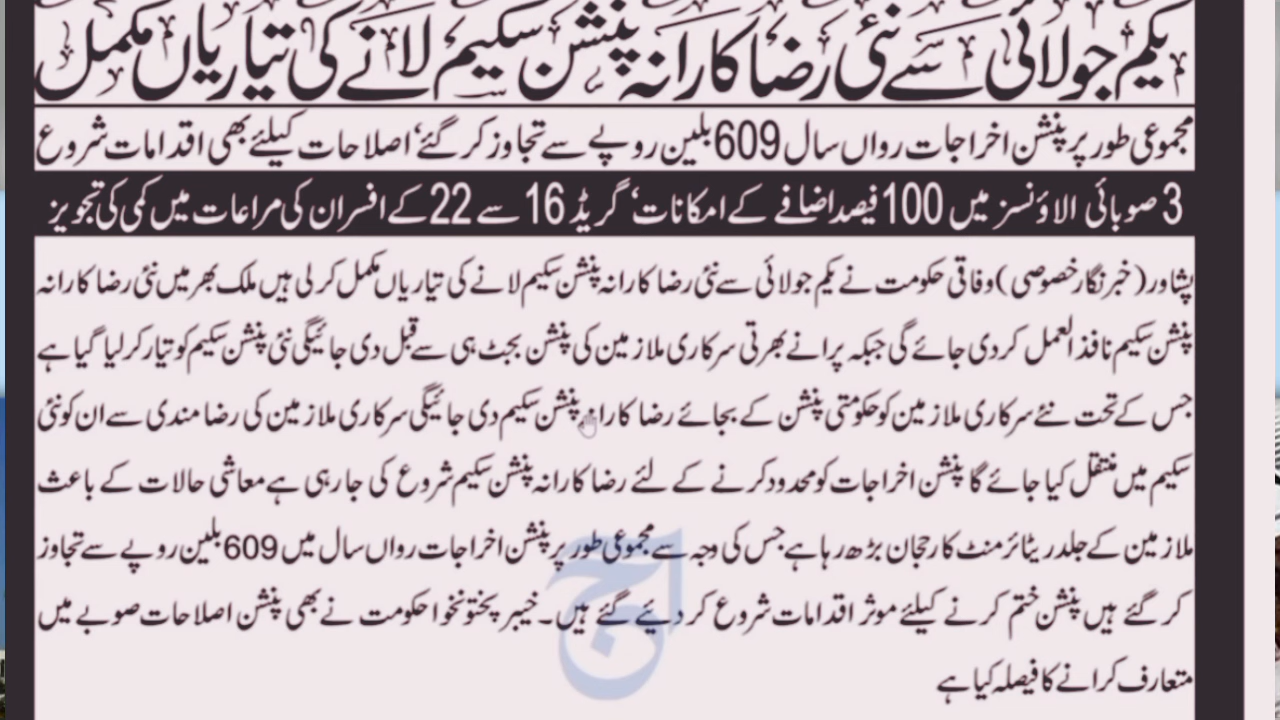 یکم جولائی سے نئی رضا کارانہ پنشن سکیم لانے کی تیاریاں مکمل
مجموعی طور پر پنشن اخراجات رواں سال 609 بلین روپے سے تجاوز کر گئے‘ اصلاحات کیلئے بھی اقدامات شروع
3 صوبائی الاؤنسز میں 100 فیصد اضافے کے امکانات‘ گریڈ 16 سے 22 کے افسران کی مراعات میں کمی کی تجویز
پشاور (خبرنگار خصوصی) وفاقی حکومت نے یکم جولائی سے نئی رضا کارانہ پنشن سکیم لانے کی تیاریاں مکمل کرلی ہیں ملک بھر میں نئی رضا کارانہ
پنشن سکیم نافذ العمل کردی جائے گی جبکہ پرانے بھرتی سرکاری ملازمین کی پنشن بجٹ ہی سے قبل دی جائیگی نئی پنشن سکیم کو تیار کرلیا گیا ہے
جس کے تحت نئے سرکاری ملازمین کو حکومتی پنشن کے بجائے رضا کارانہ پنشن سکیم دی جائیگی سرکاری ملازمین کی رضا مندی سے ان کو نئی
سکیم میں منتقل کیا جائے گا پنشن اخراجات کو محدود کرنے کے لئے رضا کارانہ پنشن سکیم شروع کی جا رہی ہے معاشی حالات کے باعث
ملازمین کے جلد ریٹائرمنٹ کا رجحان بڑھ رہا ہے جس کی وجہ سے مجموعی طور پر پنشن اخراجات رواں سال میں 609 بلین روپے سے تجاوز
کر گئے ہیں پنشن ختم کرنے کیلئے موثر اقدامات شروع کر دیئے گئے ہیں۔ خیبر پختونخوا حکومت نے بھی پنشن اصلاحات صوبے میں
متعارف کرانے کا فیصلہ کیا ہے
آج